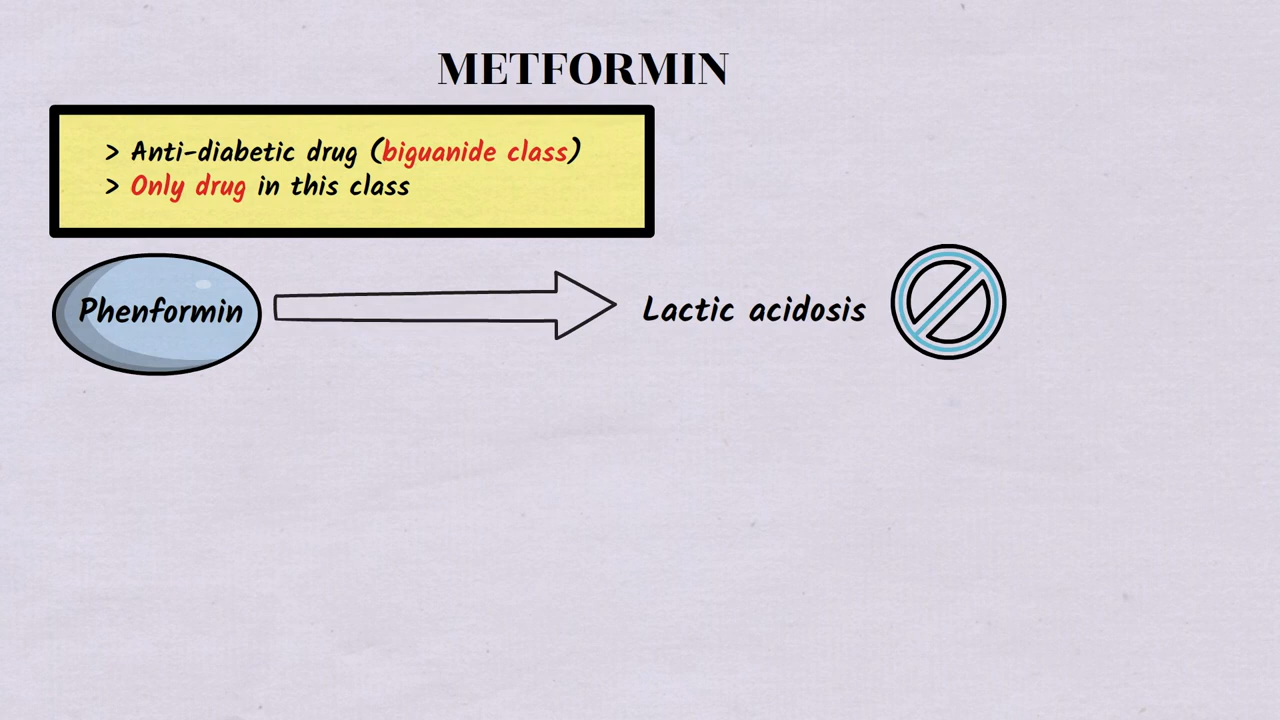 METFORMIN
> Anti-diabetic drug (biguanide class)
> Only drug in this class
Phenformin
Lactic acidosis